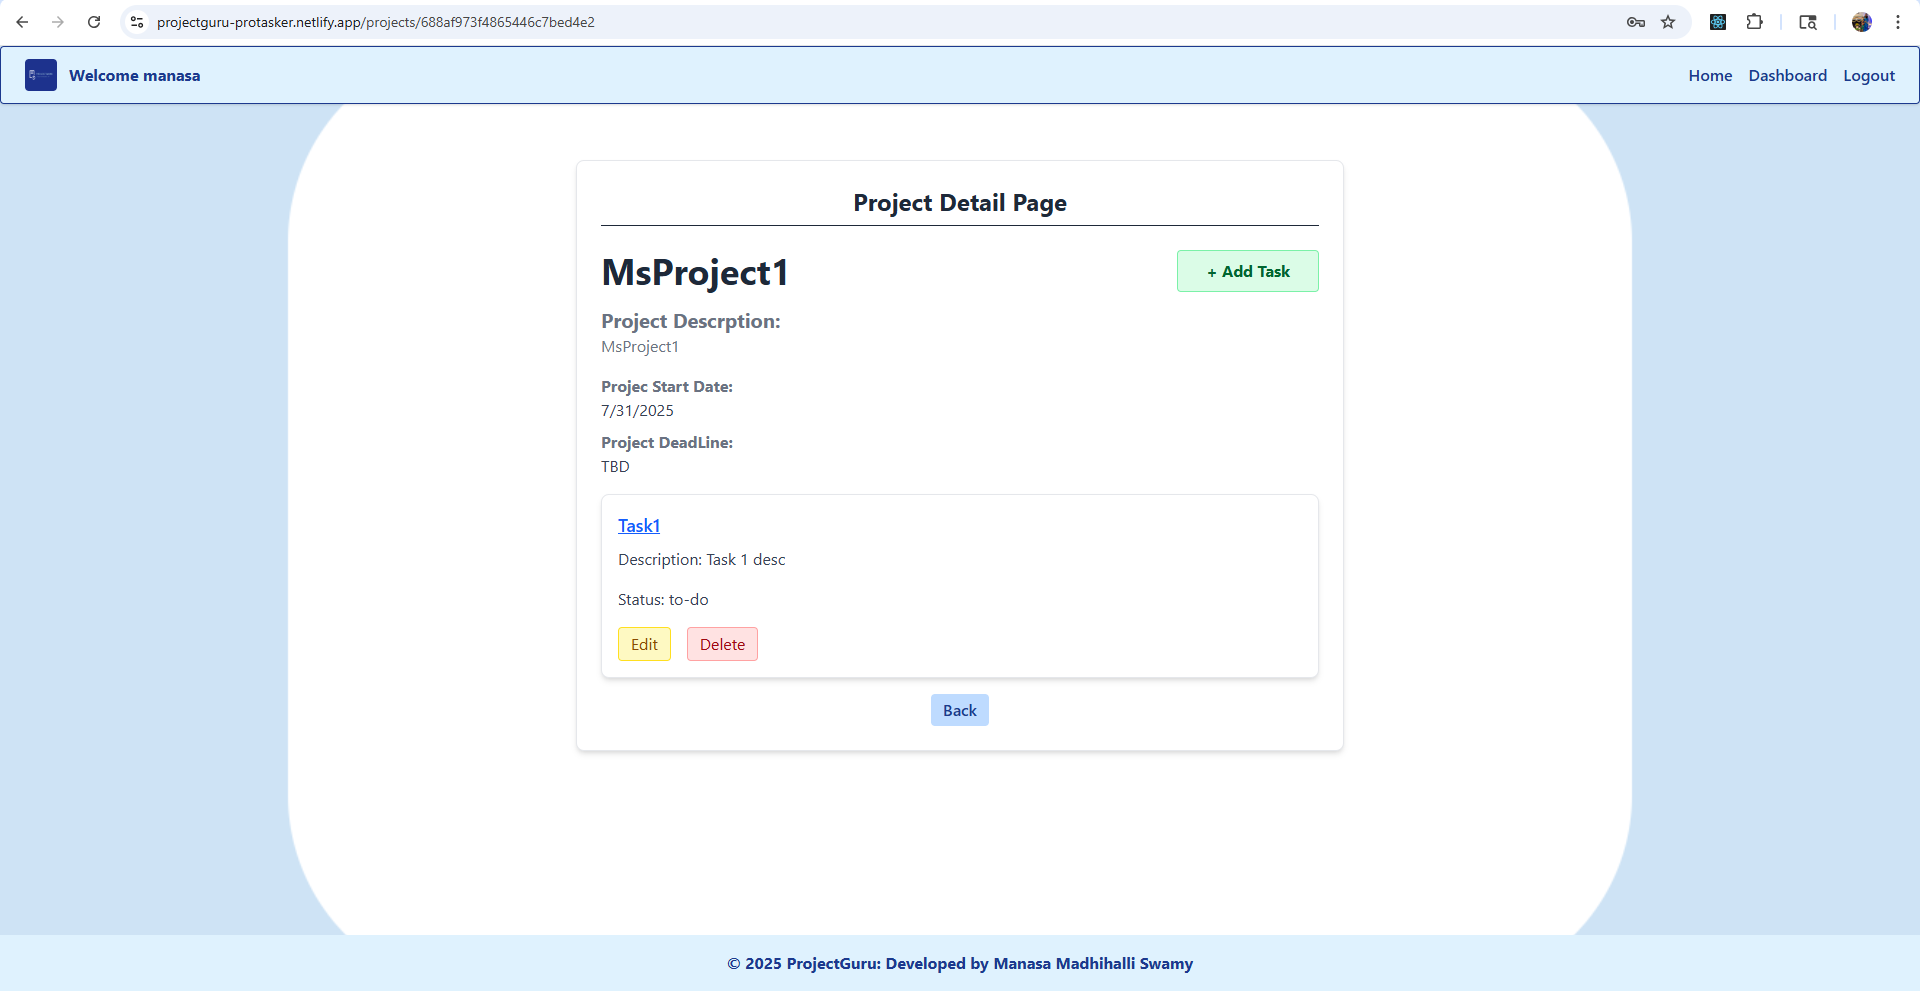 projectguru-protasker.netlify.app/projects/688af973f4865446c7bed4e2
Welcome manasa
Home Dashboard Logout
Project Detail Page
MsProject1
+ Add Task
Project Descrption:
MsProject1
Projec Start Date:
7/31/2025
Project DeadLine:
TBD
Task1
Description: Task 1 desc
Status: to-do
Edit Delete
Back
© 2025 ProjectGuru: Developed by Manasa Madhihalli Swamy